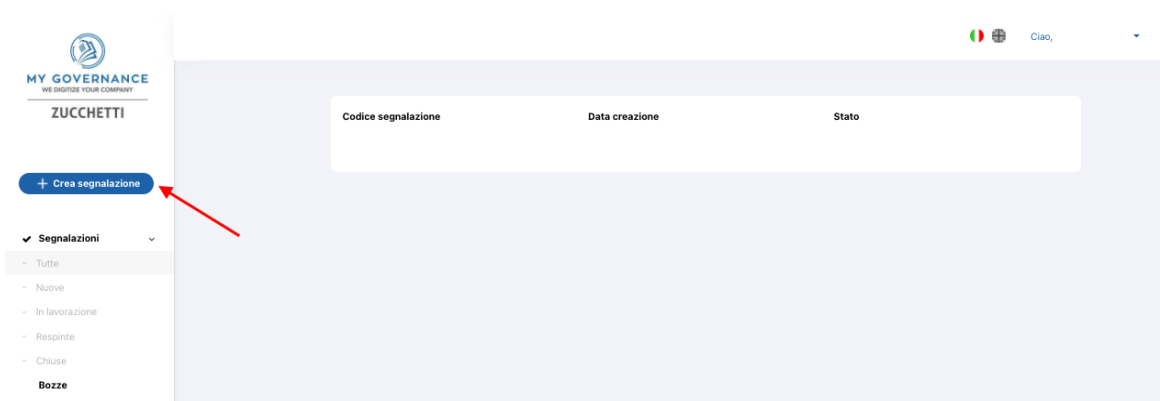 Ciao,
MY GOVERNANCE
WE DIGITIZE YOUR COMPANY
ZUCCHETTI
Codice segnalazione Data creazione Stato
+ Crea segnalazione
Segnalazioni
- Tutte
- Nuove
- In lavorazione
- Respinte
- Chiuse
Bozze